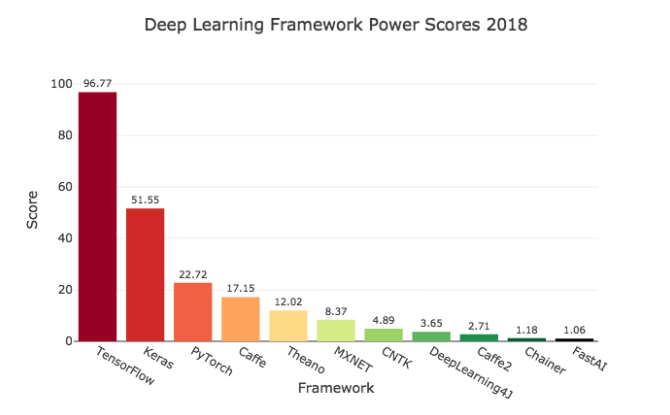 Deep Learning Framework Power Scores 2018
100
80
60
40
20
0
Score
96.77
51.55
22.72
17.15
12.02
8.37
4.89
3.65
2.71
1.18
1.06
TensorFlow
Keras
PyTorch
Caffe
Theano
MXNET
CNTK
DeepLearning4J
Caffe2
Chainer
FastAI
Framework